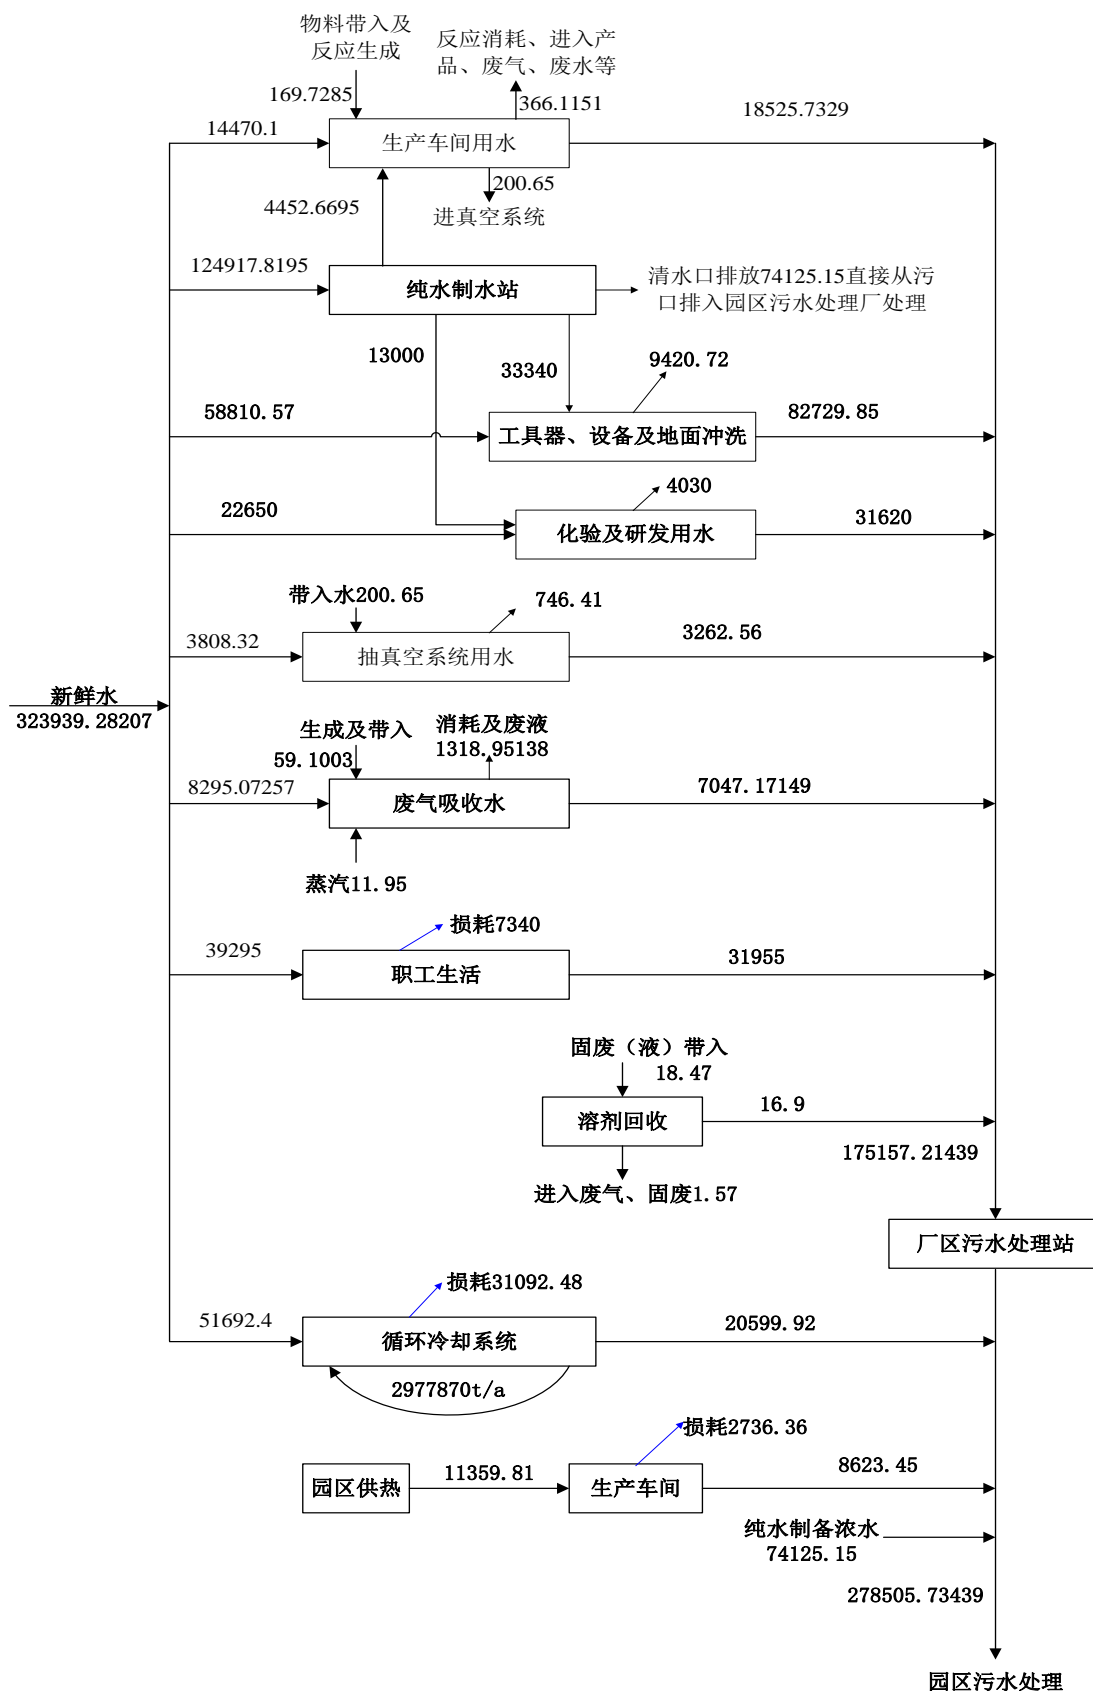 物料带入及
反应生成
反应消耗、进入产
品、废气、废水等
169.7285
366.1151
18525.7329
14470.1
生产车间用水
200.65
4452.6695
进真空系统
124917.8195
纯水制水站
清水口排放74125.15直接从污
口排入园区污水处理厂处理
13000
33340
9420.72
58810.57
82729.85
工具器、设备及地面冲洗
4030
22650
31620
化验及研发用水
带入水200.65
746.41
3808.32
3262.56
抽真空系统用水
新鲜水
323939.28207
生成及带入
59.1003
消耗及废液
1318.95138
8295.07257
7047.17149
废气吸收水
蒸汽11.95
损耗7340
39295
31955
职工生活
固废（液）带入
18.47
溶剂回收
16.9
175157.21439
进入废气、固废1.57
厂区污水处理站
损耗31092.48
51692.4
20599.92
循环冷却系统
2977870t/a
损耗2736.36
园区供热
11359.81
生产车间
8623.45
纯水制备浓水
74125.15
278505.73439
园区污水处理